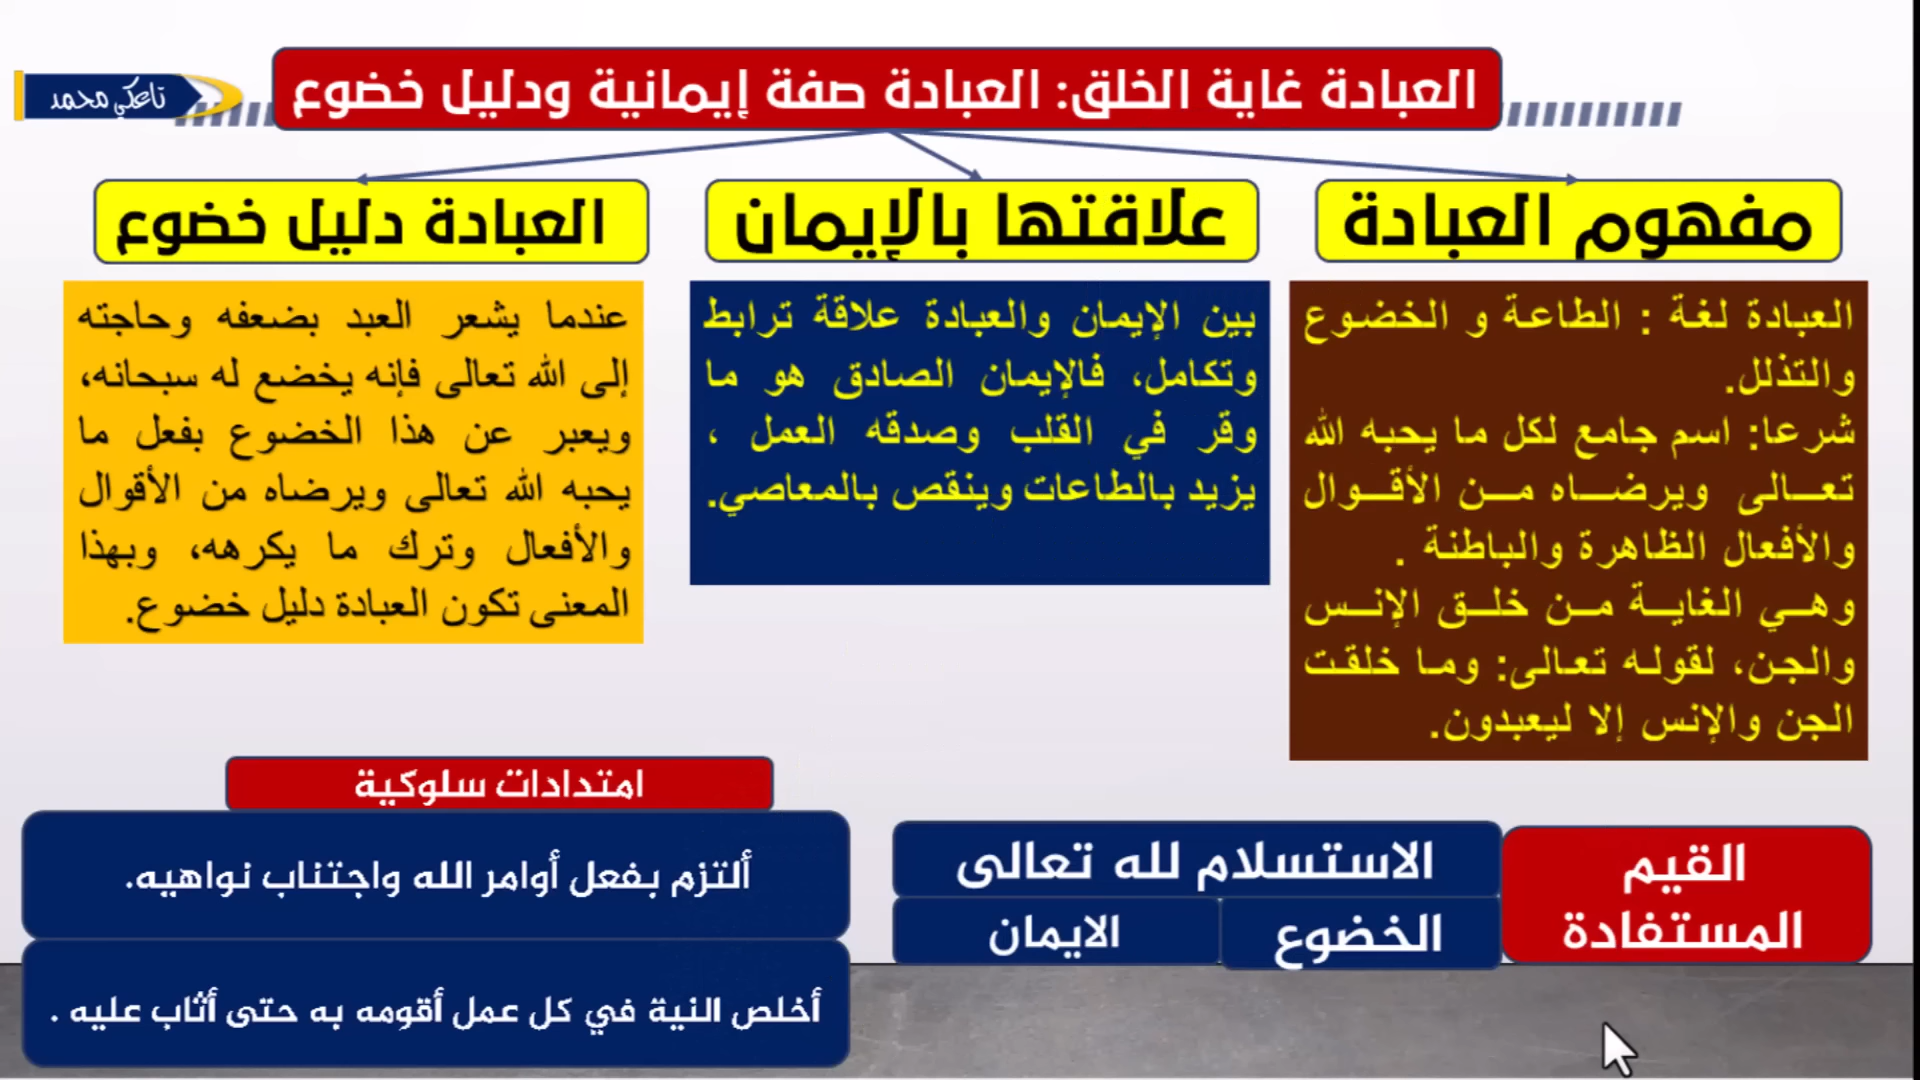 العبادة غاية الخلق: العبادة صفة إيمانية ودليل خضوع
تاعكي محمد
مفهوم العبادة
العبادة لغة : الطاعة و الخضوع
والتذلل.
شرعا: اسم جامع لكل ما يحبه الله
تعالى ويرضاه من الأقوال
والأفعال الظاهرة والباطنة .
وهي الغاية من خلق الإنس
والجن، لقوله تعالى: وما خلقت
الجن والإنس إلا ليعبدون.
علاقتها بالإيمان
بين الإيمان والعبادة علاقة ترابط
وتكامل، فالإيمان الصادق هو ما
وقر في القلب وصدقه العمل ،
يزيد بالطاعات وينقص بالمعاصي.
العبادة دليل خضوع
عندما يشعر العبد بضعفه وحاجته
إلى الله تعالى فإنه يخضع له سبحانه،
ويعبر عن هذا الخضوع بفعل ما
يحبه الله تعالى ويرضاه من الأقوال
والأفعال وترك ما يكرهه، وبهذا
المعنى تكون العبادة دليل خضوع.
القيم
المستفادة
الاستسلام لله تعالى
الخضوع
الايمان
امتدادات سلوكية
ألتزم بفعل أوامر الله واجتناب نواهيه.
أخلص النية في كل عمل أقومه به حتى أثاب عليه .